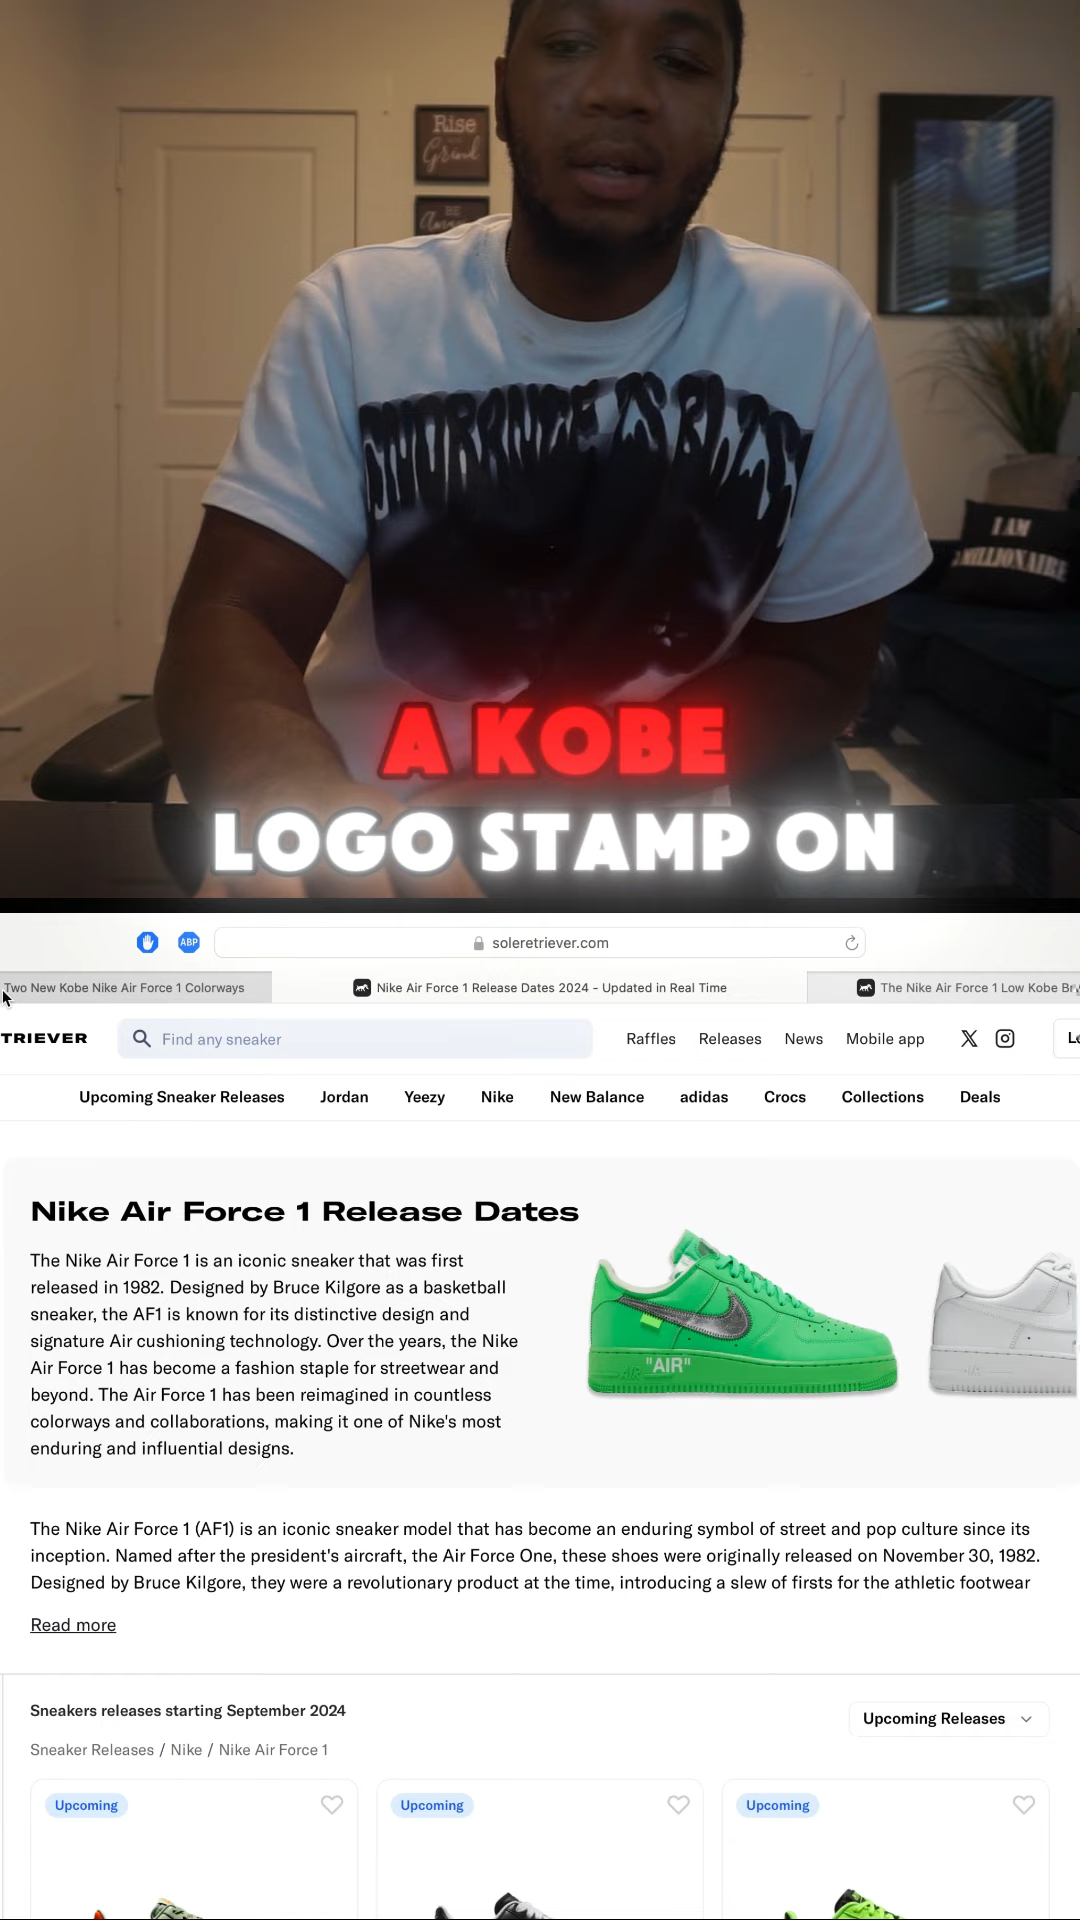 Rise
Grind
BE
I AM
MILLIONAIRE
A KOBE
LOGO STAMP ON
ABP
soleretriever.com
Two New Kobe Nike Air Force 1 Colorways
Nike Air Force 1 Release Dates 2024 – Updated in Real Time
The Nike Air Force 1 Low Kobe Bry
TRIEVER
Find any sneaker
Raffles
Releases
News
Mobile app
Upcoming Sneaker Releases
Jordan
Yeezy
Nike
New Balance
adidas
Crocs
Collections
Deals
Nike Air Force 1 Release Dates
The Nike Air Force 1 is an iconic sneaker that was first
released in 1982. Designed by Bruce Kilgore as a basketball
sneaker, the AF1 is known for its distinctive design and
signature Air cushioning technology. Over the years, the Nike
Air Force 1 has become a fashion staple for streetwear and
beyond. The Air Force 1 has been reimagined in countless
colorways and collaborations, making it one of Nike's most
enduring and influential designs.
"AIR"
The Nike Air Force 1 (AF1) is an iconic sneaker model that has become an enduring symbol of street and pop culture since its
inception. Named after the president's aircraft, the Air Force One, these shoes were originally released on November 30, 1982.
Designed by Bruce Kilgore, they were a revolutionary product at the time, introducing a slew of firsts for the athletic footwear
Read more
Sneakers releases starting September 2024
Upcoming Releases
Sneaker Releases / Nike / Nike Air Force 1
Upcoming
Upcoming
Upcoming